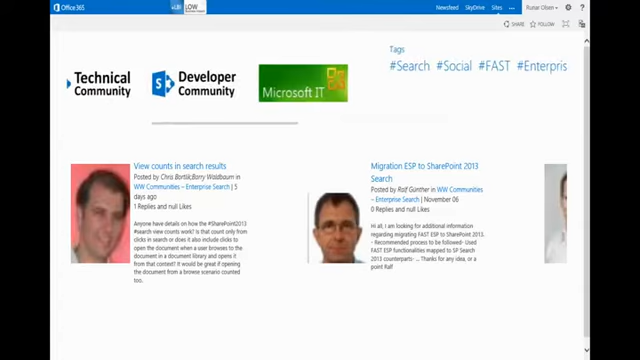 Office 365
LOW
Newsfeed SkyDrive Sites ... Runar Olsen ?
SHARE FOLLOW
Technical
Community
Developer
Community
Microsoft IT
Tags
#Search #Social #FAST #Enterpris
View counts in search results
Posted by Chris Bortlik;Barry Waldbaum in
WW Communities – Enterprise Search | 5
days ago
1 Replies and null Likes
Anyone have details on how the #SharePoint2013
#search view counts work? Is that count only from
clicks in search or does it also include clicks to
open the document when a user browses to the
document in a document library and opens it
from that context? It would be great if opening
the document from a browse scenario counted
too.
Migration ESP to SharePoint 2013
Search
Posted by Ralf Günther in WW Communities
– Enterprise Search | November 06
0 Replies and null Likes
Hi all, I am looking for additional information
regarding migrating FAST ESP to SharePoint 2013.
- Recommended process to be followed- Used
FAST ESP functionalities mapped to SP Search
2013 counterparts- ... Thanks for any idea, or a
point Ralf